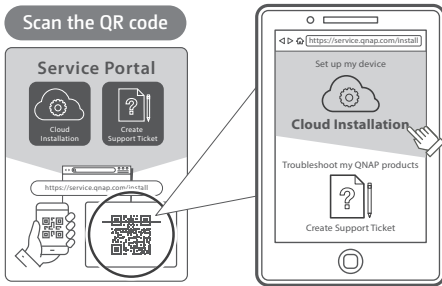 Scan the QR code
Service Portal
Cloud
Installation
Create
Support Ticket
https://service.qnap.com/install
https://service.qnap.com/install
Set up my device
Cloud Installation
Troubleshoot my QNAP products
Create Support Ticket